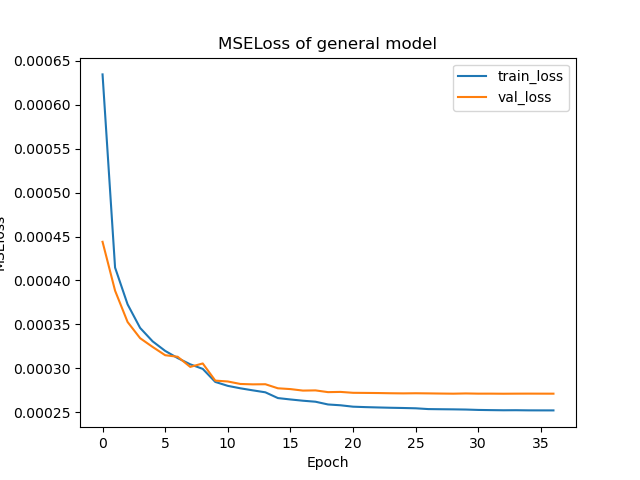 MSELoss of general model
train_loss
val_loss
0.00065
0.00060
0.00055
0.00050
0.00045
0.00040
0.00035
0.00030
0.00025
MSEloss
0 5 10 15 20 25 30 35
Epoch